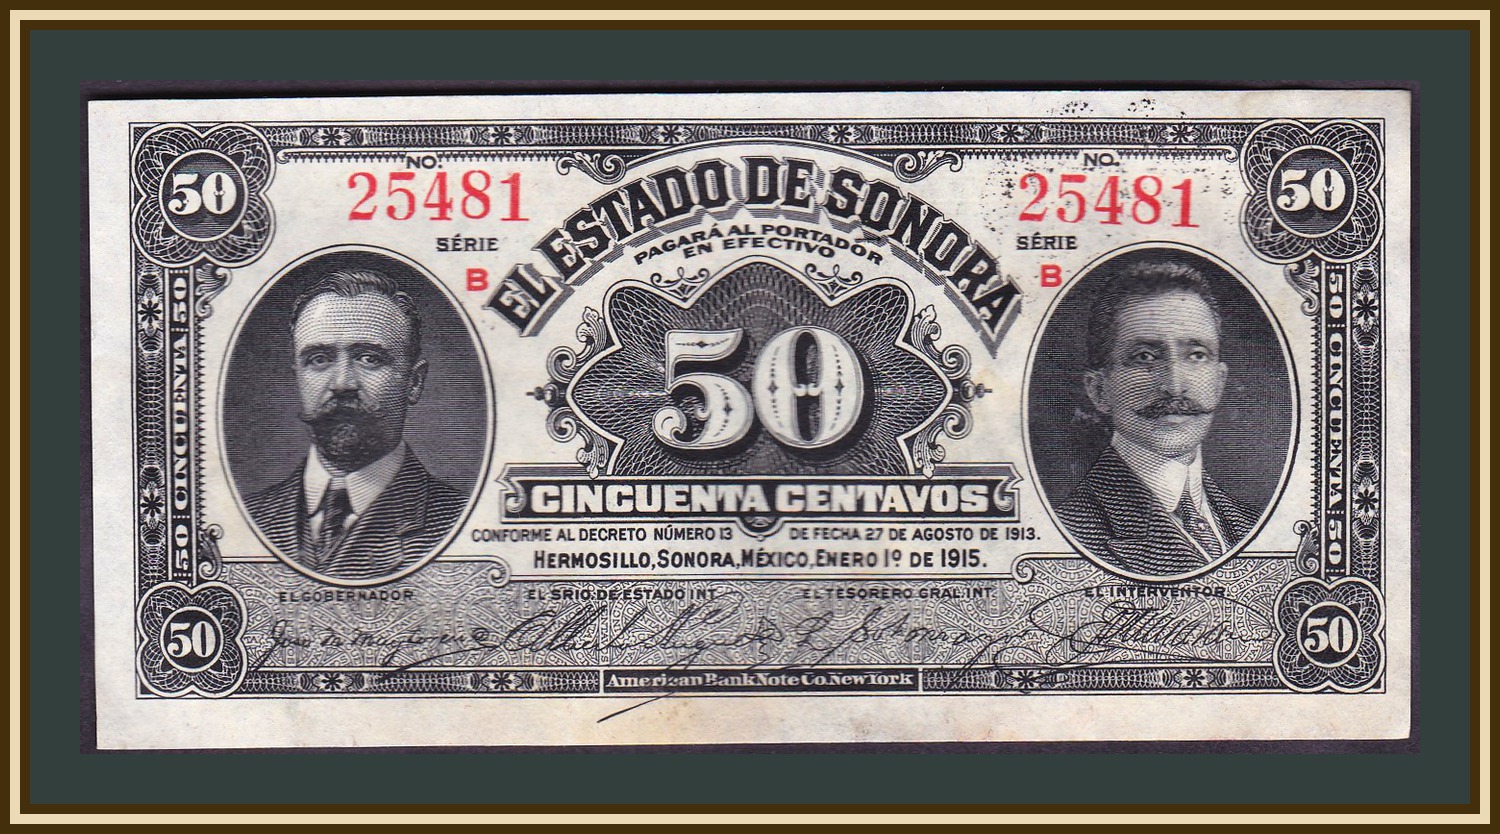 50
NO.
25481
SÉRIE
B
EL ESTADO DE SONORA
PAGARÁ AL PORTADOR
EN EFECTIVO
NO.
25481
SÉRIE
B
50
50 CINCUENTA 50
50
50 CINCUENTA 50
CINCUENTA CENTAVOS
CONFORME AL DECRETO NÚMERO 13 DE FECHA 27 DE AGOSTO DE 1913.
HERMOSILLO, SONORA, MÉXICO, ENERO 1º DE 1915.
EL GOBERNADOR
EL SRIO DE ESTADO INT.
EL TESORERO GRAL. INT.
EL INTERVENTOR.
50
50
American Bank Note Co. New York